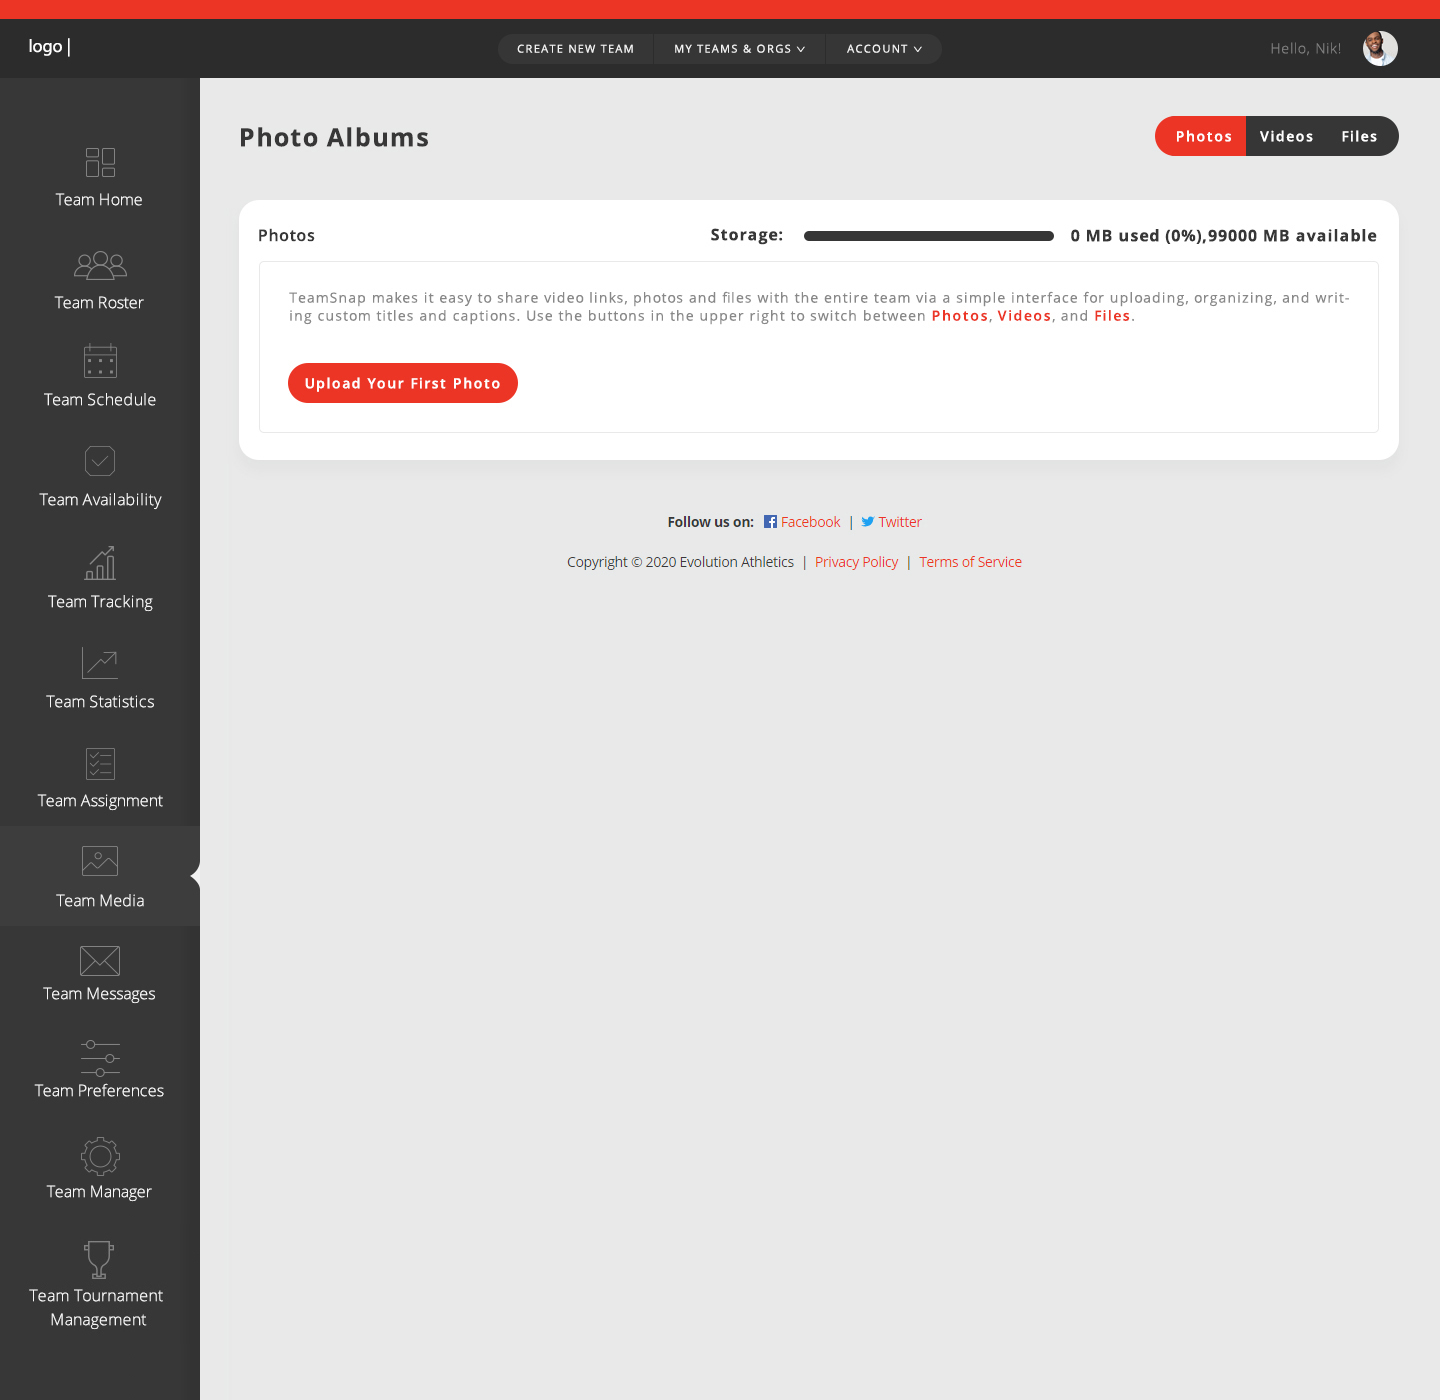 logo |
CREATE NEW TEAM
MY TEAMS & ORGS
ACCOUNT
Hello, Nik!
Team Home
Team Roster
Team Schedule
Team Availability
Team Tracking
Team Statistics
Team Assignment
Team Media
Team Messages
Team Preferences
Team Manager
Team Tournament
Management
Photo Albums
Photos
Videos
Files
Photos
Storage:
0 MB used (0%),99000 MB available
TeamSnap makes it easy to share video links, photos and files with the entire team via a simple interface for uploading, organizing, and writ-
ing custom titles and captions. Use the buttons in the upper right to switch between Photos, Videos, and Files.
Upload Your First Photo
Follow us on: Facebook | Twitter
Copyright © 2020 Evolution Athletics | Privacy Policy | Terms of Service